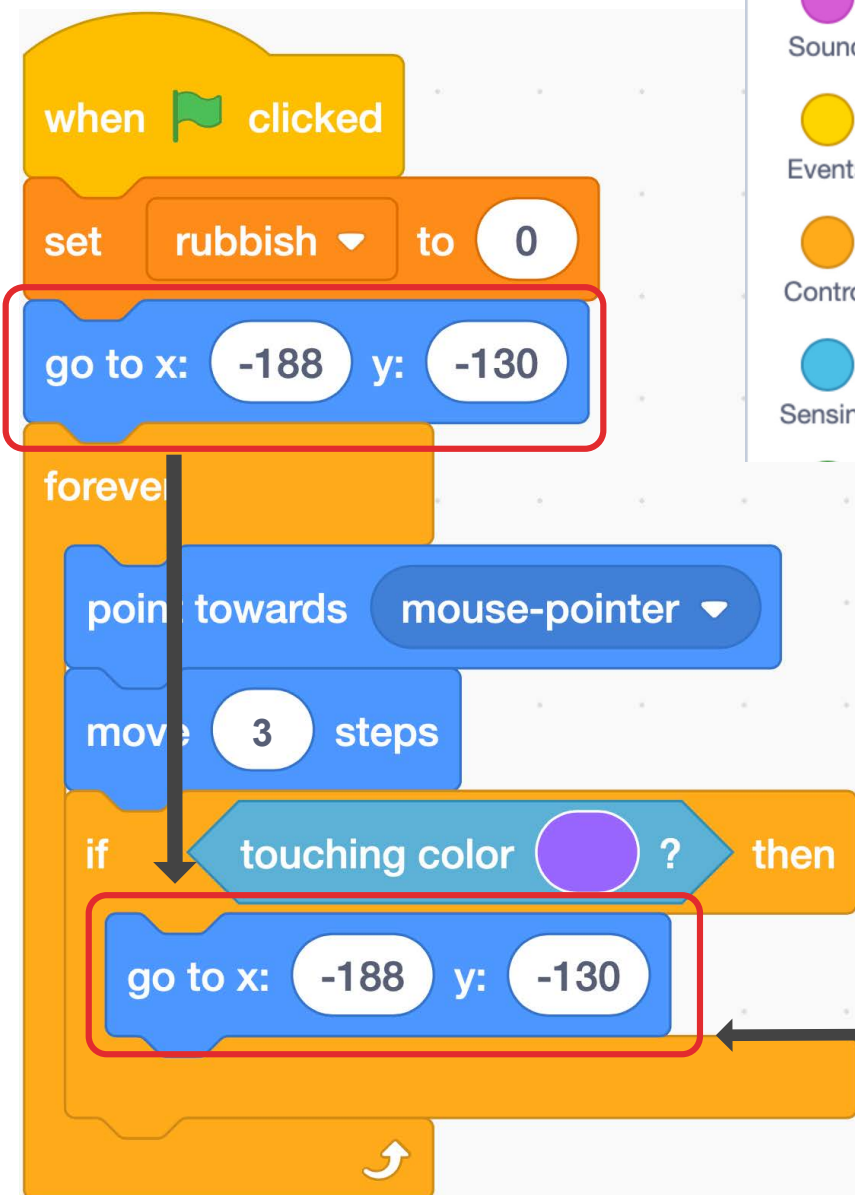 Sound
when clicked
Event
set rubbish to 0
Contro
go to x: -188 y: -130
Sensin
forever
point towards mouse-pointer
move 3 steps
if touching color ? then
go to x: -188 y: -130